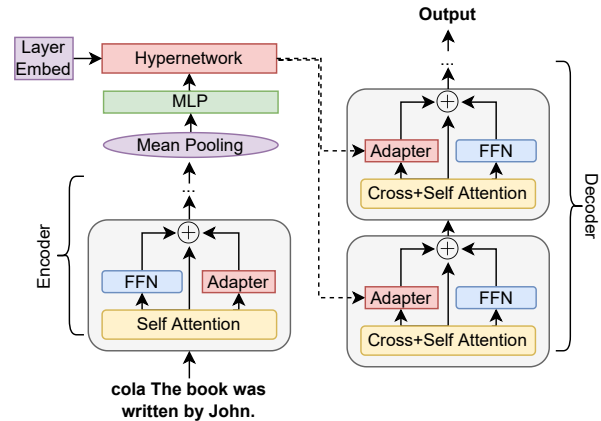 Output
...
Layer
Embed
Hypernetwork
MLP
Mean Pooling
...
Encoder
FFN
Adapter
Self Attention
cola The book was
written by John.
Adapter
FFN
Cross+Self Attention
Adapter
FFN
Cross+Self Attention
Decoder